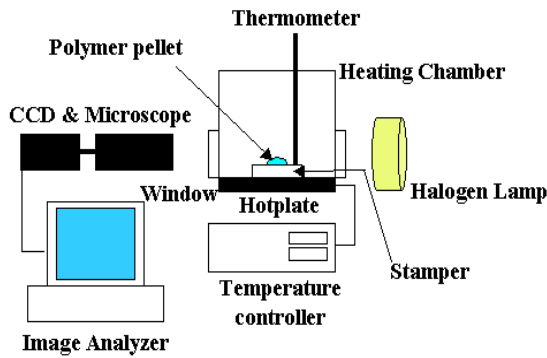 Thermometer
Polymer pellet
Heating Chamber
CCD & Microscope
Window
Hotplate
Halogen Lamp
Stamper
Temperature
controller
Image Analyzer